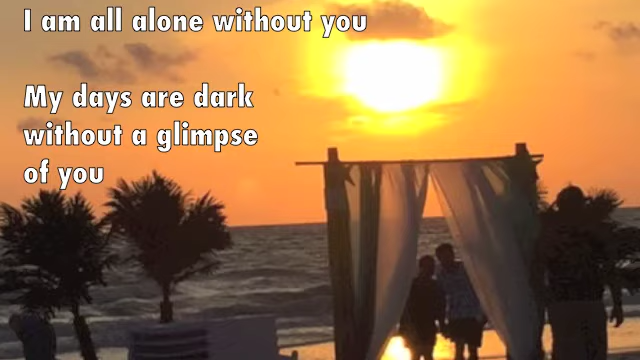 I am all alone without you
My days are dark
without a glimpse
of you